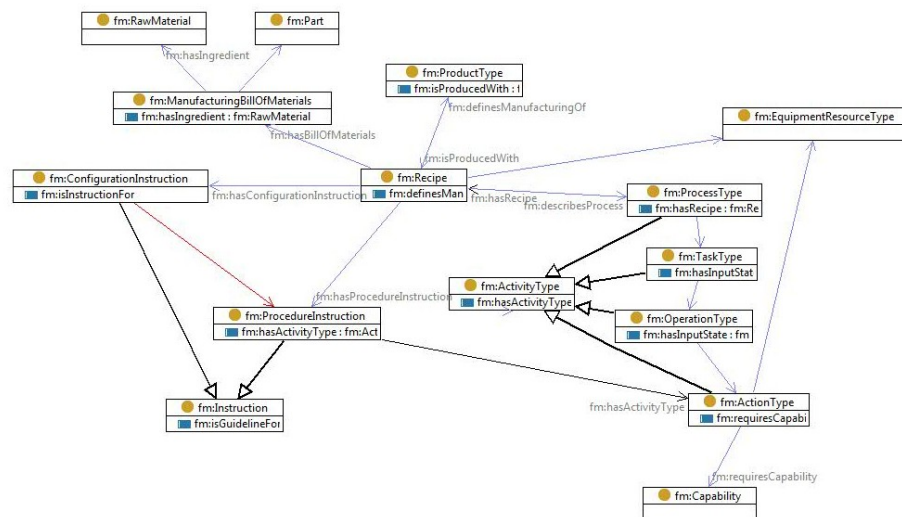 fm:RawMaterial
fm:Part
fm:hasIngredient
fm:ManufacturingBillOfMaterials
fm:hasIngredient : fm:RawMaterial
fm:hasBillOfMaterials
fm:ProductType
fm:isProducedWith : f
fm:definesManufacturingOf
fm:EquipmentResourceType
fm:isProducedWith
fm:ConfigurationInstruction
fm:isInstructionFor
fm:hasConfigurationInstruction
fm:Recipe
fm:definesMan
fm:hasRecipe
fm:describesProcess
fm:ProcessType
fm:hasRecipe : fm:Re
fm:TaskType
fm:hasInputStat
fm:ActivityType
fm:hasActivityType
fm:hasProcedureInstruction
fm:ProcedureInstruction
fm:hasActivityType : fm:Act
fm:OperationType
fm:hasInputState : fm
fm:Instruction
fm:isGuidelineFor
fm:hasActivityType
fm:ActionType
fm:requiresCapabi
fm:requiresCapability
fm:Capability